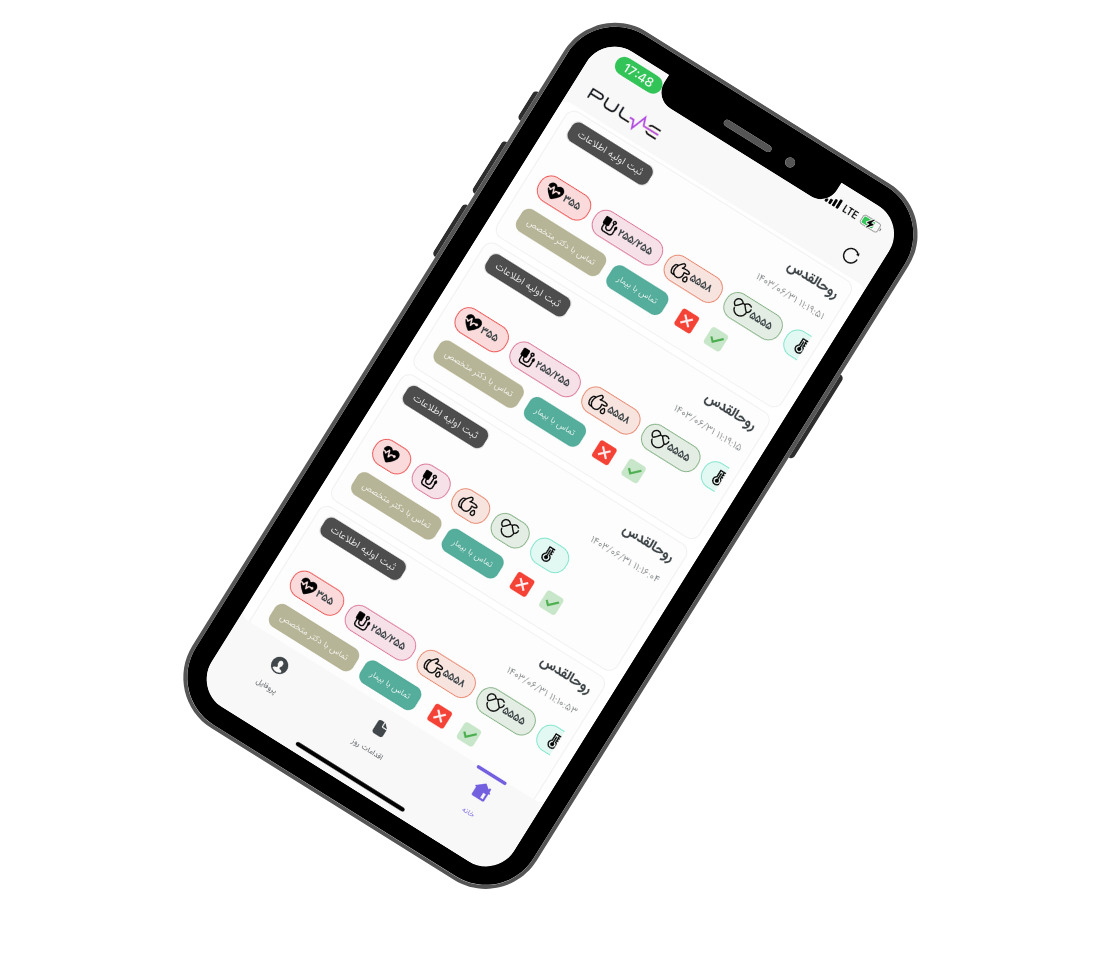 17:48
LTE
PULSE
ثبت اولیه اطلاعات
روحالقدس
۱۴۰۳/۰۶/۳۱ ۱۱:۱۹:۵۱
۳۵۵
۲۵۵/۲۵۵
۵۵۵۸
۵۵۵۵
تماس با دکتر متخصص
تماس با بیمار
ثبت اولیه اطلاعات
روحالقدس
۱۴۰۳/۰۶/۳۱ ۱۱:۱۹:۱۵
۳۵۵
۲۵۵/۲۵۵
۵۵۵۸
۵۵۵۵
تماس با دکتر متخصص
تماس با بیمار
ثبت اولیه اطلاعات
روحالقدس
۱۴۰۳/۰۶/۳۱ ۱۱:۱۶:۰۴
تماس با دکتر متخصص
تماس با بیمار
ثبت اولیه اطلاعات
روحالقدس
۱۴۰۳/۰۶/۳۱ ۱۱:۱۰:۵۳
۳۵۵
۲۵۵/۲۵۵
۵۵۵۸
۵۵۵۵
تماس با دکتر متخصص
تماس با بیمار
خانه
اقدامات روز
پروفایل